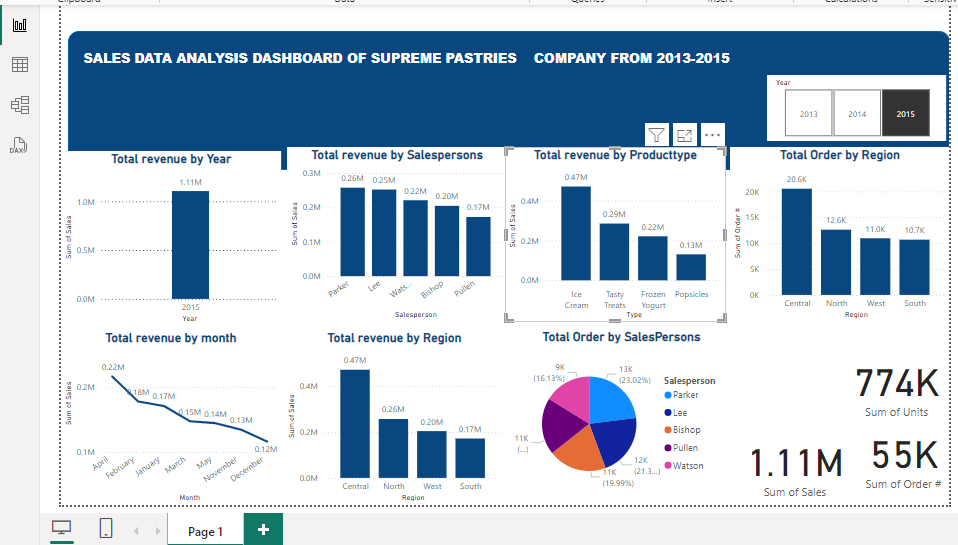 SALES DATA ANALYSIS DASHBOARD OF SUPREME PASTRIES COMPANY FROM 2013-2015
Year
2013 2014 2015
Total revenue by Year
1.11M
1.0M
0.5M
0.0M
Sum of Sales
2015
Year
Total revenue by Salespersons
0.3M
0.2M
0.1M
0.0M
Sum of Sales
0.26M 0.25M 0.22M 0.20M 0.17M
Parker Lee Wats... Bishop Pullen
Salesperson
Total revenue by Producttype
0.47M
0.4M
0.2M
0.0M
Sum of Sales
0.29M 0.22M 0.13M
Ice Cream
Tasty Treats
Frozen Yogurt
Popsicles
Type
Total Order by Region
20.6K
20K
15K
10K
5K
0K
Sum of Order #
12.6K 11.0K 10.7K
Central North West South
Region
Total revenue by month
0.22M
0.2M
0.1M
Sum of Sales
0.18M 0.17M 0.15M 0.14M 0.13M 0.12M
April February January March May November December
Month
Total revenue by Region
0.47M
0.4M
0.2M
0.0M
Sum of Sales
0.26M 0.20M 0.17M
Central North West South
Region
Total Order by SalesPersons
9K
(16.13%)
13K
(23.02%)
11K
(...)
12K
(21.3...)
11K
(19.99%)
Salesperson
Parker
Lee
Bishop
Pullen
Watson
774K
Sum of Units
1.11M
Sum of Sales
55K
Sum of Order #
DAX
Page 1